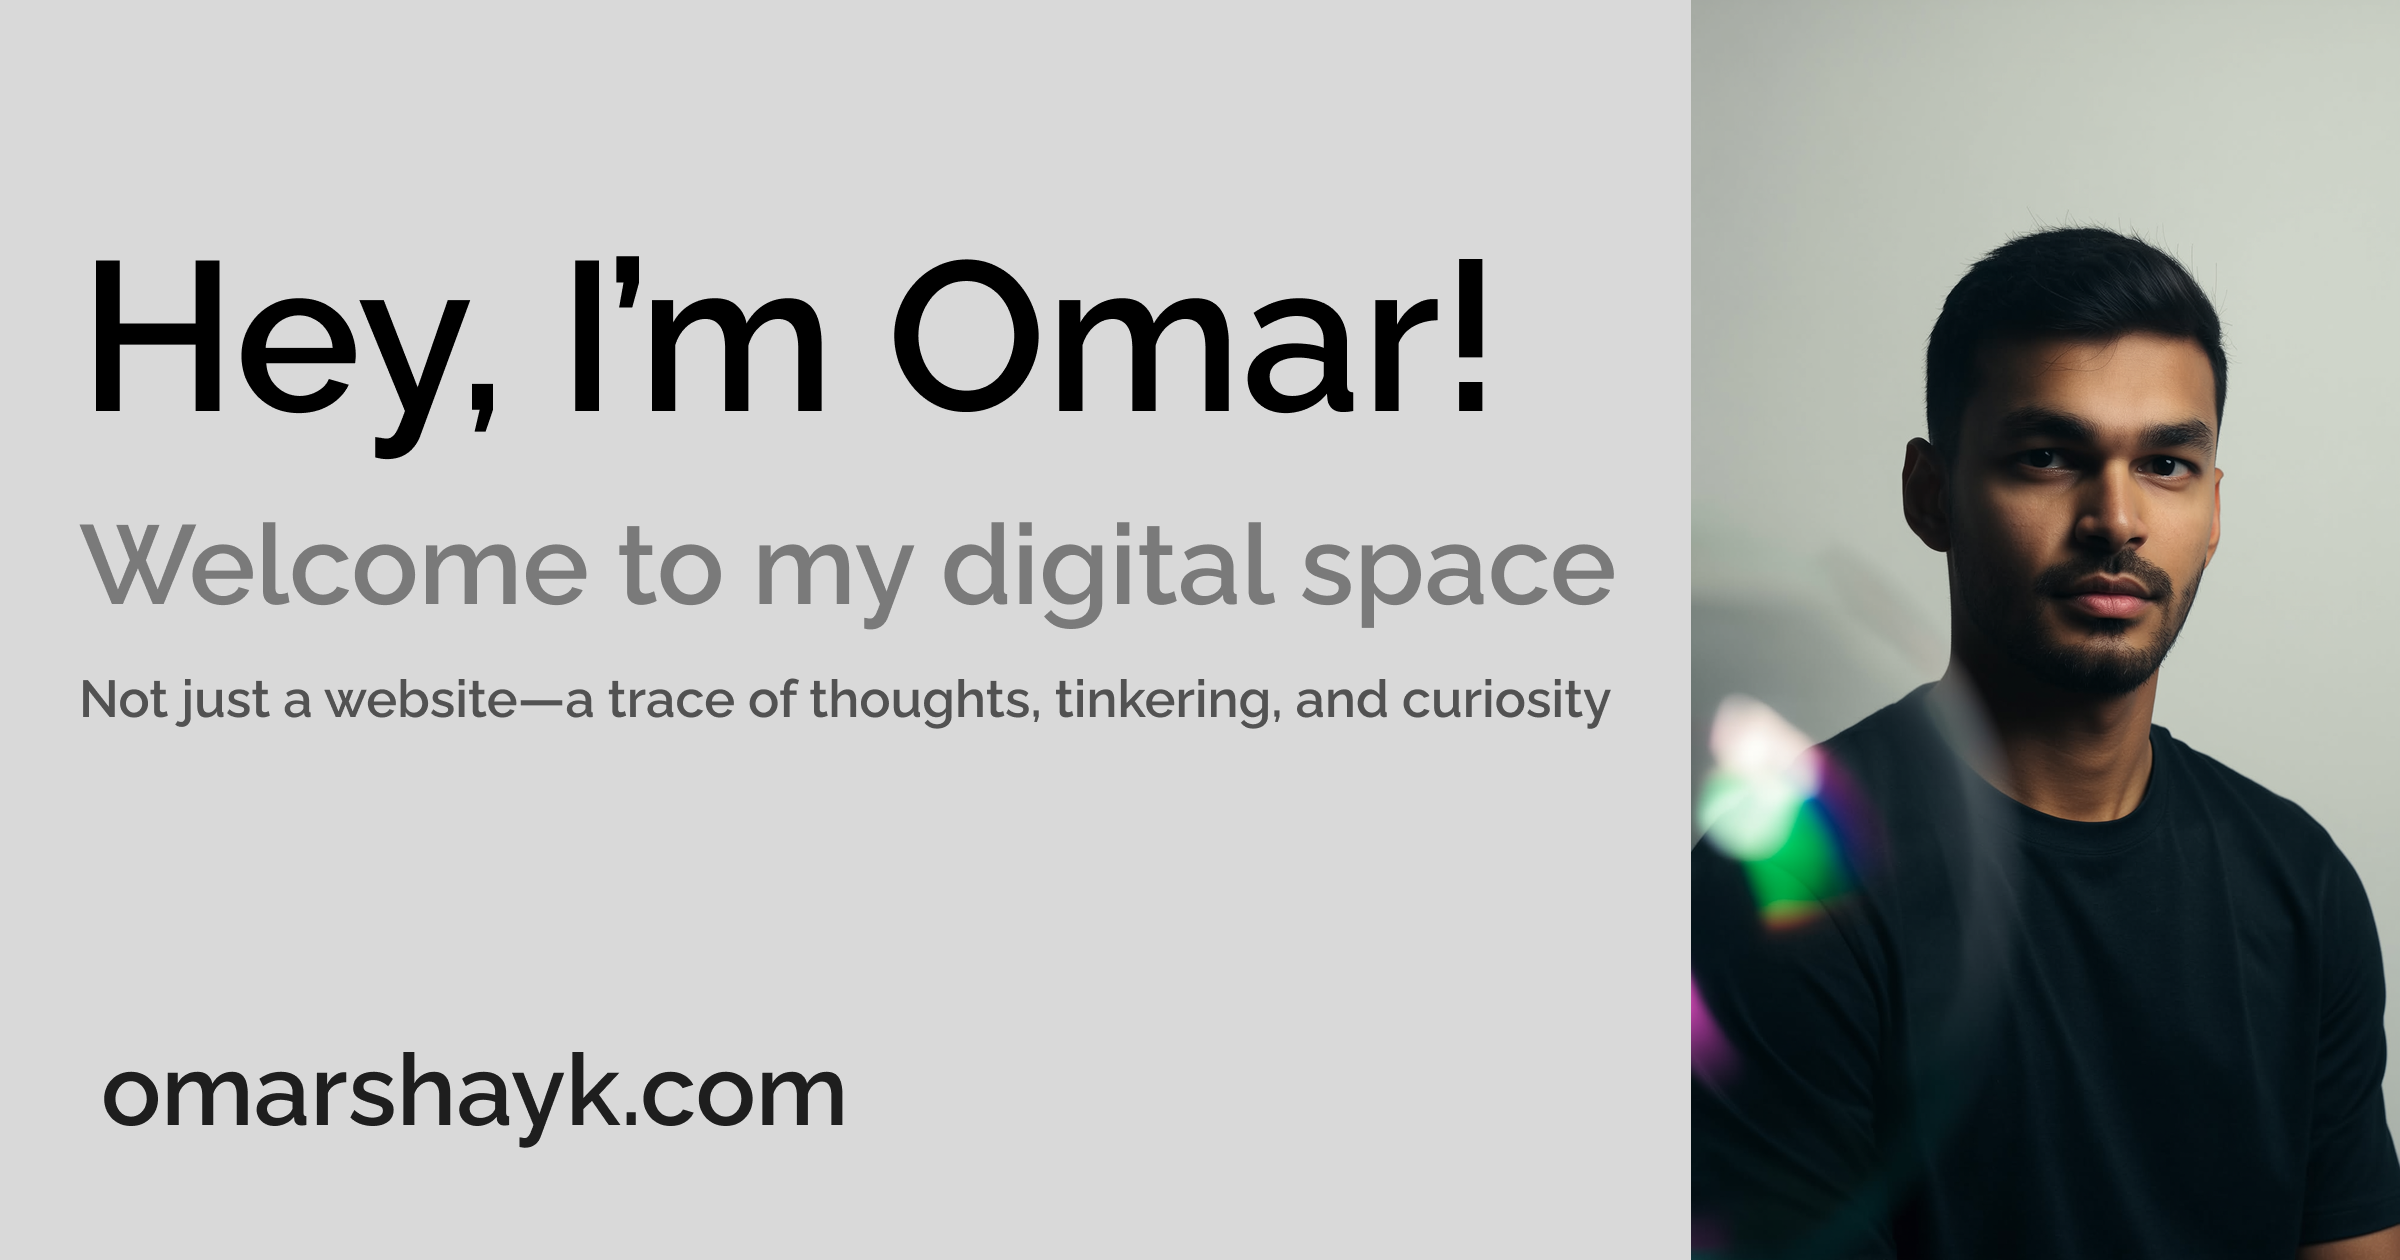 Hey, I’m Omar!
Welcome to my digital space
Not just a website—a trace of thoughts, tinkering, and curiosity
omarshayk.com